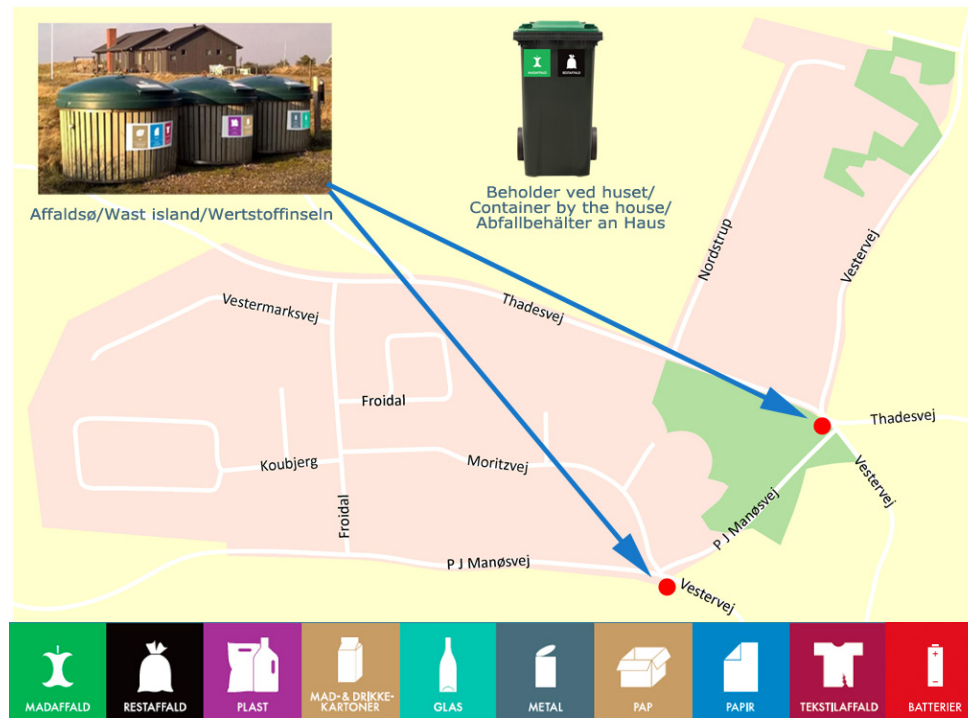 MADAFFALD
RESTAFFALD
Affaldsø/Wast island/Wertstoffinseln
Beholder ved huset/
Container by the house/
Abfallbehälter an Haus
Nordstrup
Vestervej
Vestermarksvej
Thadesvej
Froidal
Thadesvej
Koubjerg
Moritzvej
Vestervej
Froidal
P J Manøsvej
P J Manøsvej
Vestervej
MADAFFALD
RESTAFFALD
PLAST
MAD- & DRIKKE-
KARTONER
GLAS
METAL
PAP
PAPIR
TEKSTILAFFALD
BATTERIER